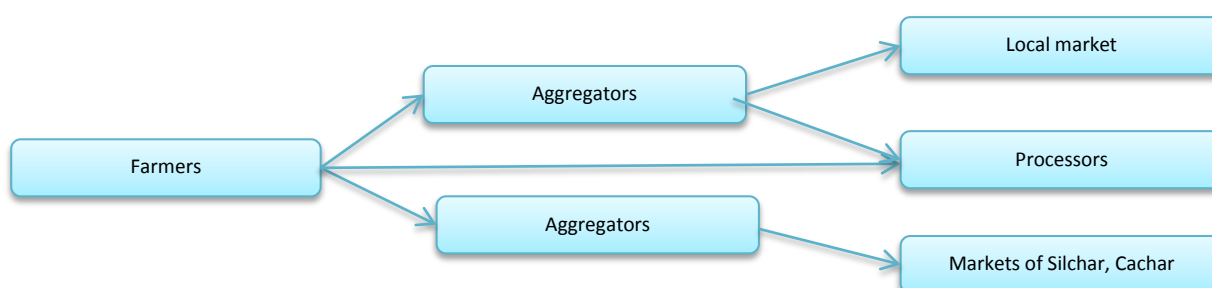 Local market
Aggregators
Farmers
Processors
Aggregators
Markets of Silchar, Cachar